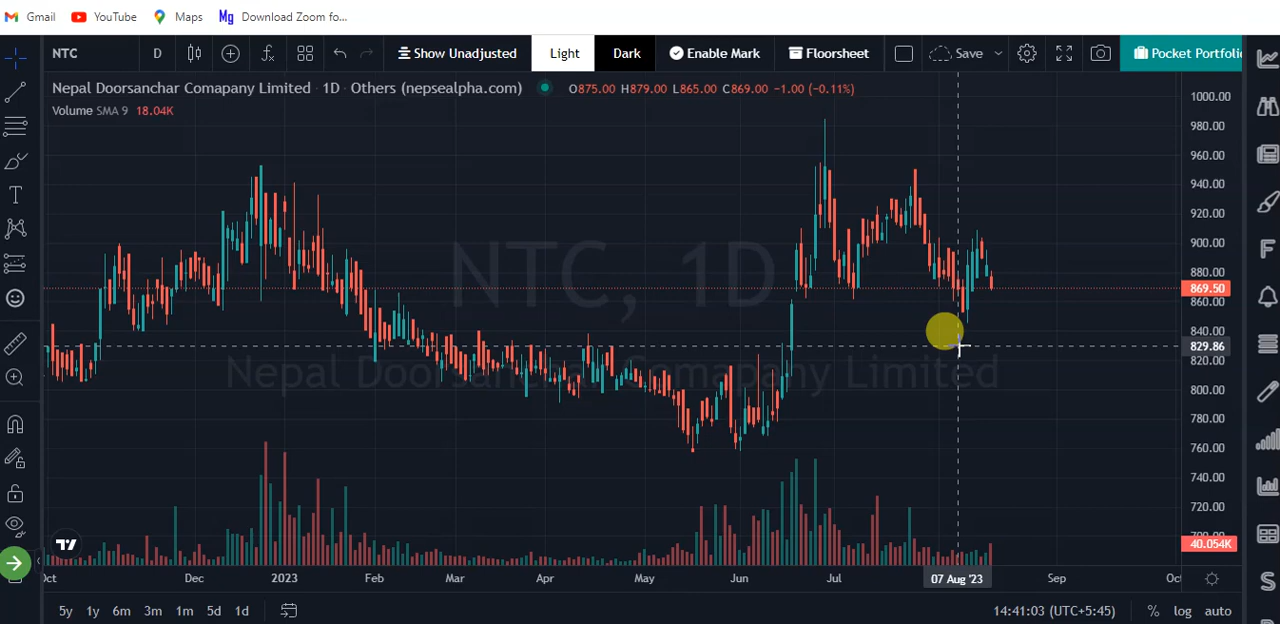 Gmail YouTube Maps Mg Download Zoom fo...
NTC D Show Unadjusted Light Dark Enable Mark Floorsheet Save Pocket Portfoli
Nepal Doorsanchar Comapany Limited · 1D · Others (nepsealpha.com) O875.00 H879.00 L865.00 C869.00 −1.00 (−0.11%)
Volume SMA 9 18.04K
1000.00
980.00
960.00
940.00
920.00
900.00
880.00
869.50
860.00
840.00
829.86
820.00
800.00
780.00
760.00
740.00
720.00
40.054K
NTC, 1D
Nepal Doorsanchar Comapany Limited
Oct Dec 2023 Feb Mar Apr May Jun Jul 07 Aug '23 Sep Oct
5y 1y 6m 3m 1m 5d 1d 14:41:03 (UTC+5:45) % log auto
F
S